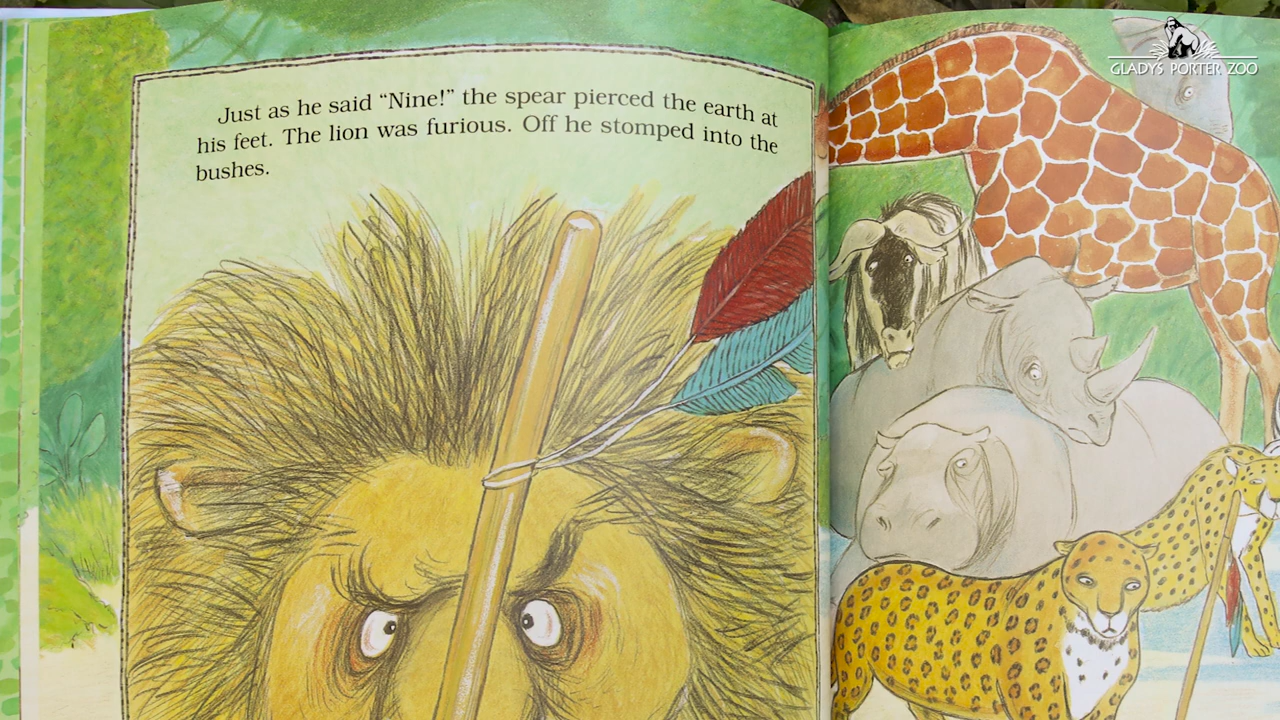 Just as he said “Nine!” the spear pierced the earth at
his feet. The lion was furious. Off he stomped into the
bushes.
GLADYS PORTER ZOO